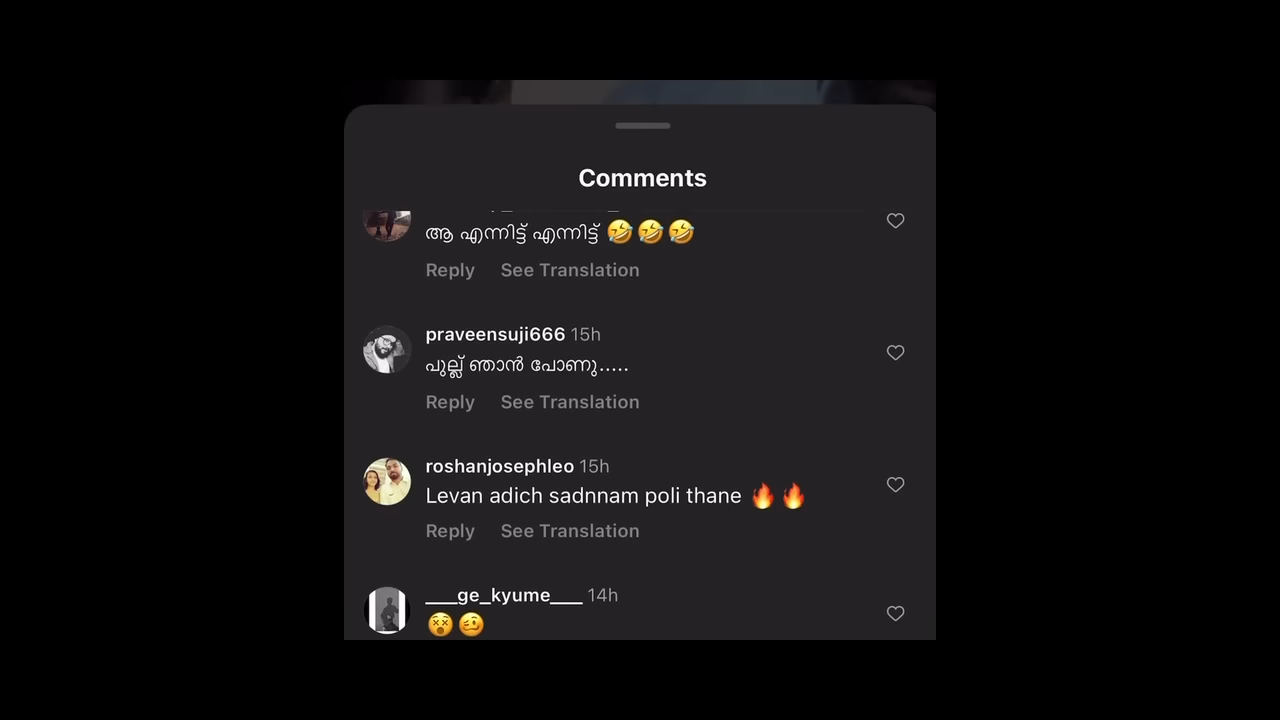 Comments
ആ എന്നിട്ട് എന്നിട്ട് 🤣🤣🤣
Reply See Translation
praveensuji666 15h
പുല്ല് ഞാൻ പോണു.....
Reply See Translation
roshanjosephleo 15h
Levan adich sadnnam poli thane 🔥🔥
Reply See Translation
___ge_kyume___ 14h
😵🥴